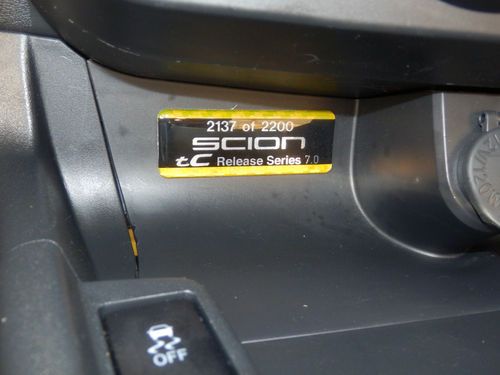 2137 of 2200
SCION
tC Release Series 7.0
OFF